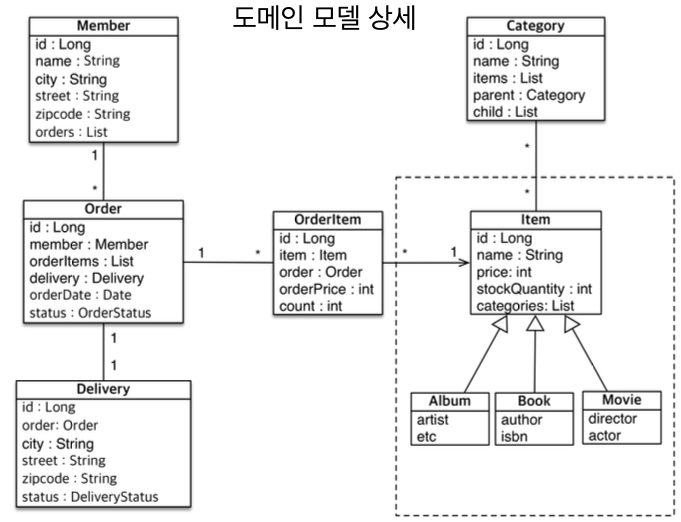 도메인 모델 상세
Member
id : Long
name : String
city : String
street : String
zipcode : String
orders : List
Category
id : Long
name : String
items : List
parent : Category
child : List
1
*
*
*
Order
id : Long
member : Member
orderItems : List
delivery : Delivery
orderDate : Date
status : OrderStatus
1
*
OrderItem
id : Long
item : Item
order : Order
orderPrice : int
count : int
*
1
Item
id : Long
name : String
price: int
stockQuantity : int
categories: List
1
1
Delivery
id : Long
order: Order
city : String
street : String
zipcode : String
status : DeliveryStatus
Album
artist
etc
Book
author
isbn
Movie
director
actor